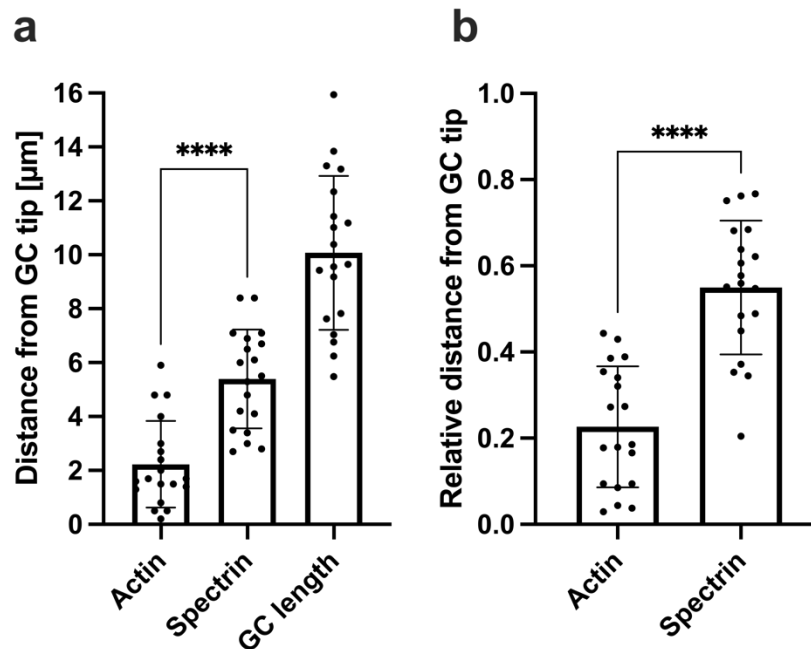 a
Distance from GC tip [µm]
16
14
12
10
8
6
4
2
0
****
Actin
Spectrin
GC length
b
Relative distance from GC tip
1.0
0.8
0.6
0.4
0.2
0.0
****
Actin
Spectrin